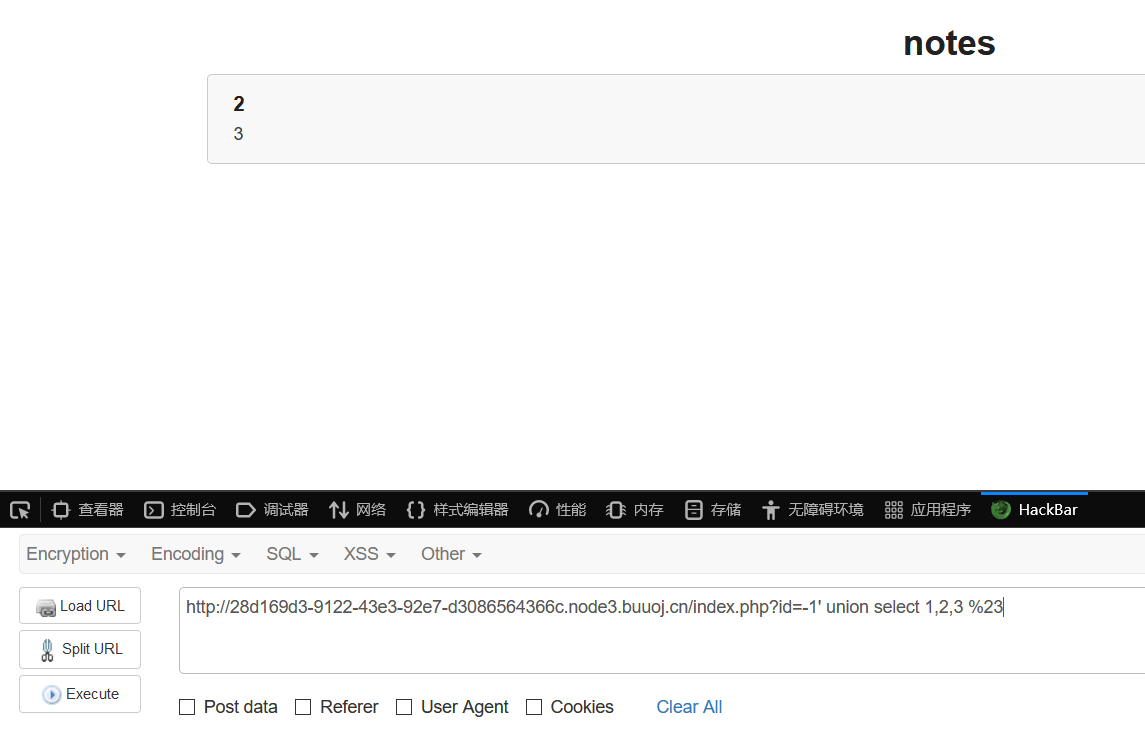 notes
2
3
查看器 控制台 调试器 网络 样式编辑器 性能 内存 存储 无障碍环境 应用程序 HackBar
Encryption Encoding SQL XSS Other
Load URL
http://28d169d3-9122-43e3-92e7-d3086564366c.node3.buuoj.cn/index.php?id=-1' union select 1,2,3 %23
Split URL
Execute
Post data Referer User Agent Cookies Clear All